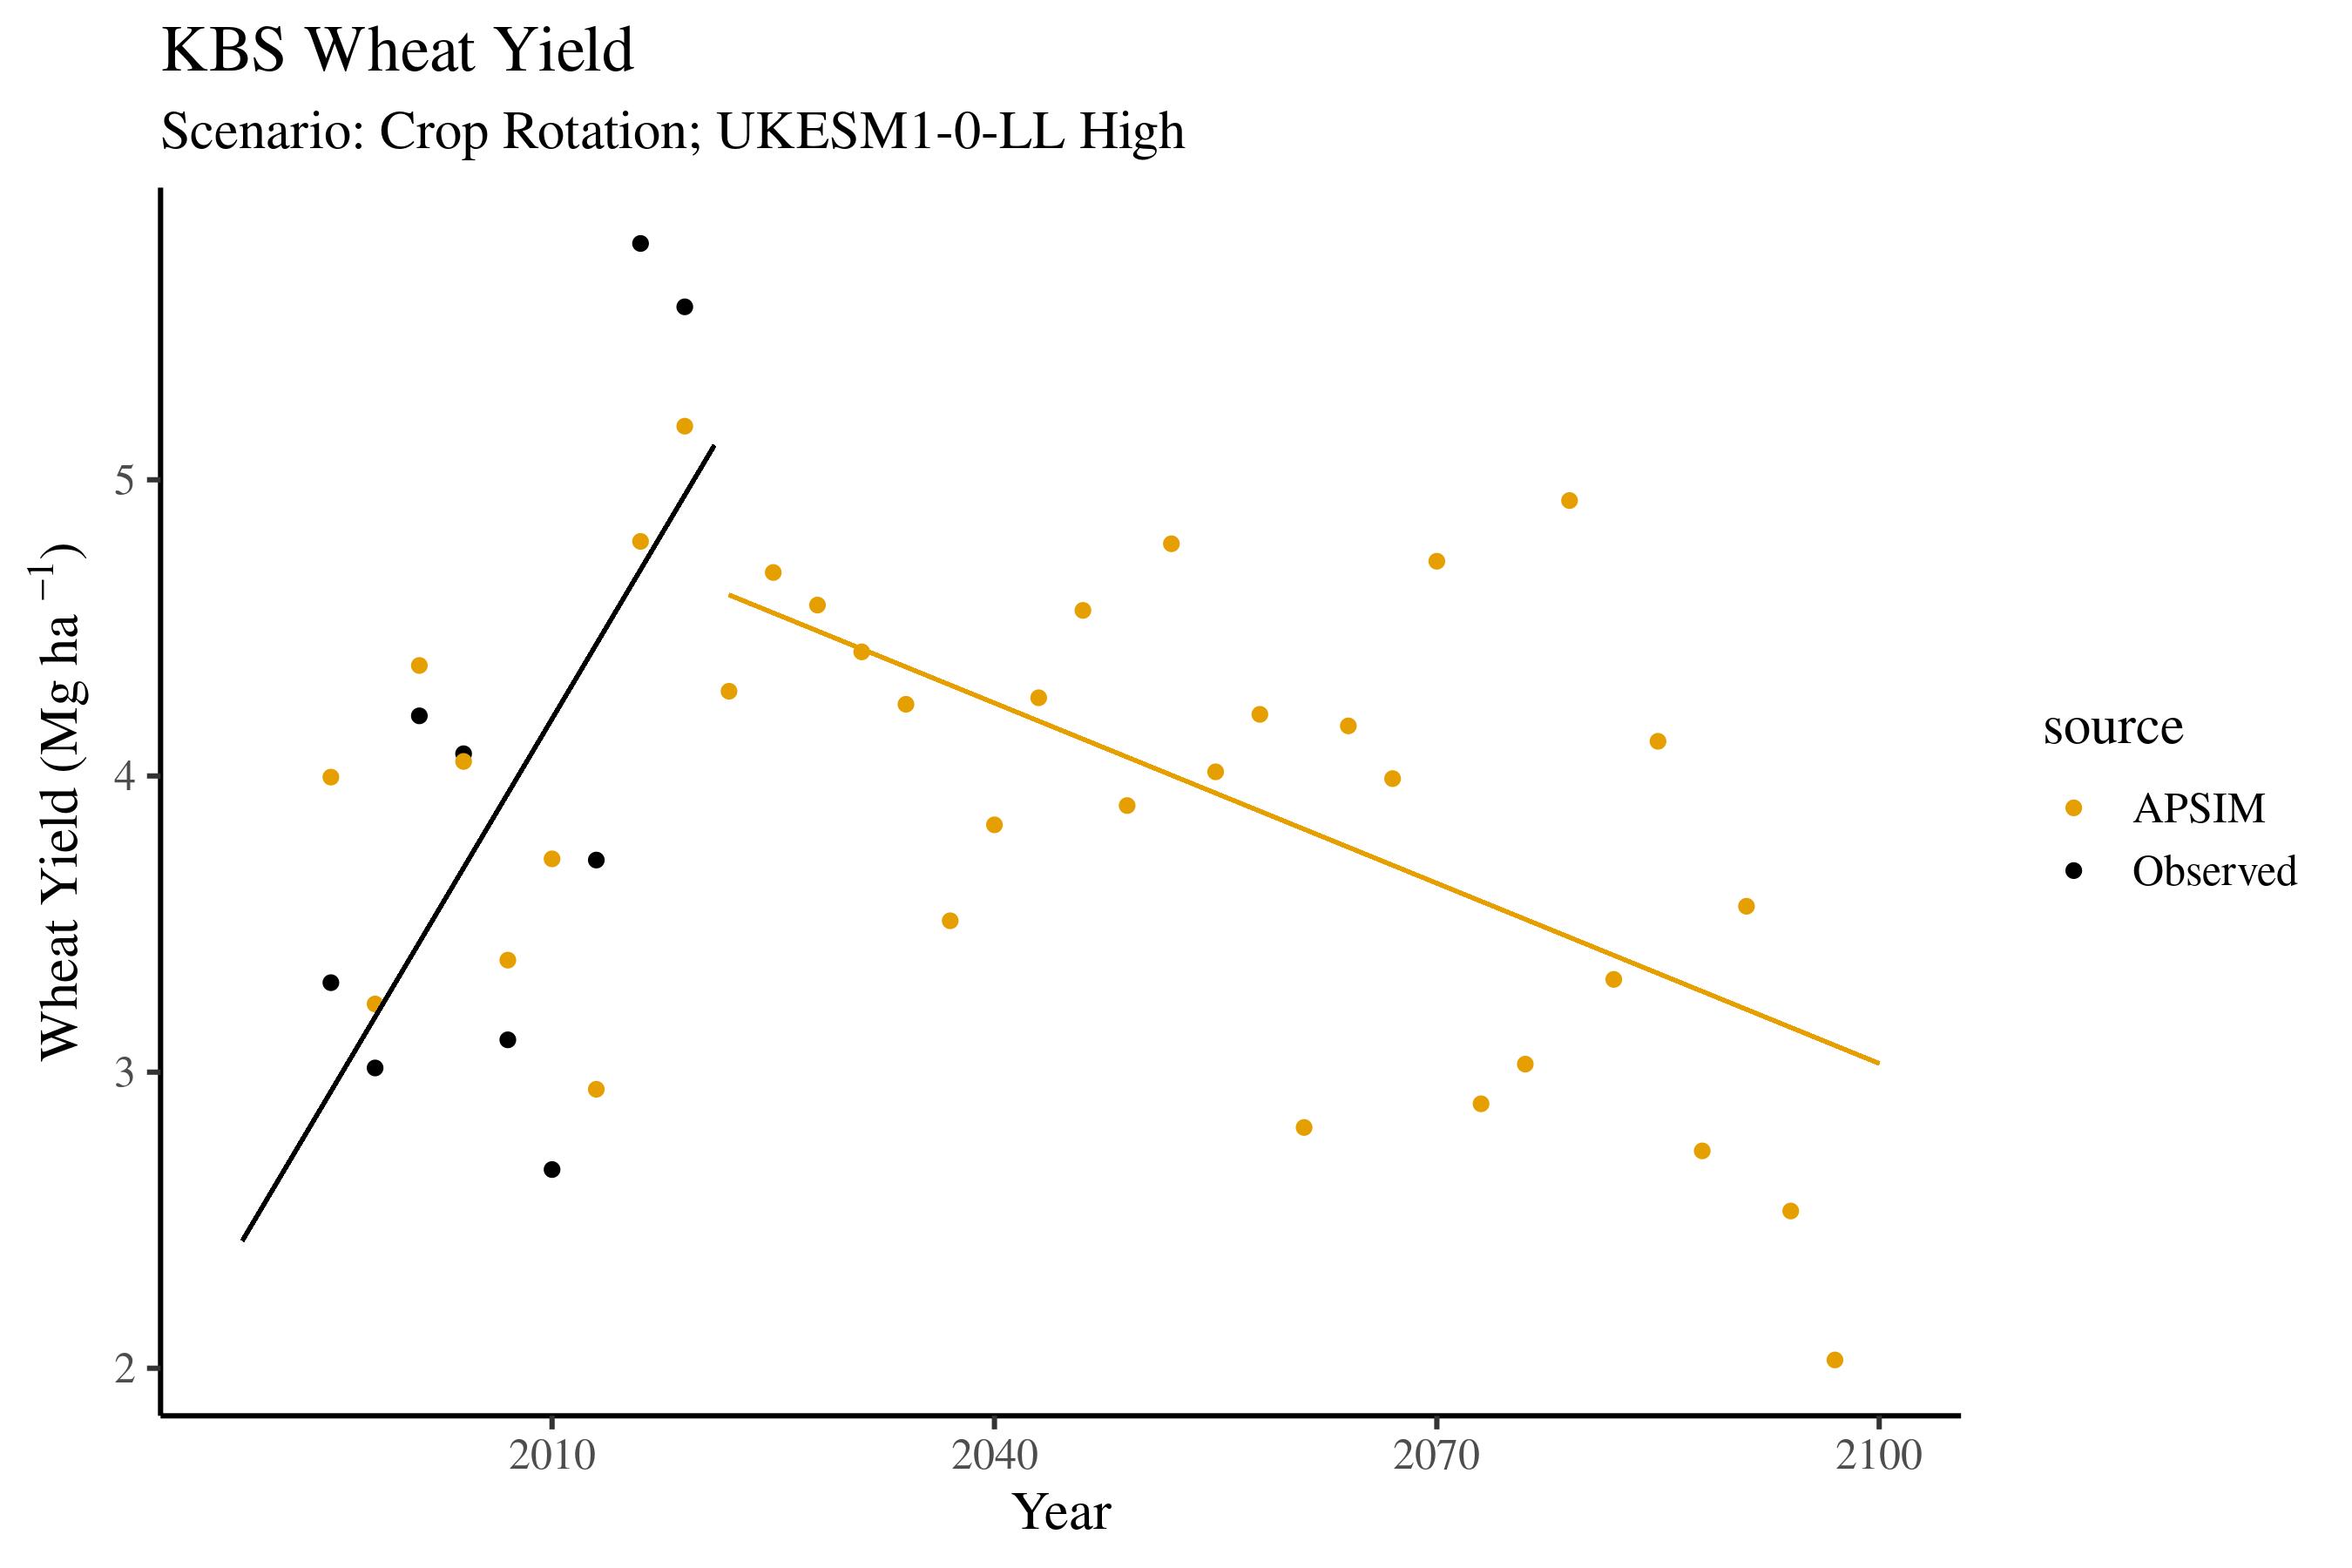 KBS Wheat Yield
Scenario: Crop Rotation; UKESM1-0-LL High
Wheat Yield (Mg ha −1)
5
4
3
2
2010
2040
2070
2100
Year
source
APSIM
Observed